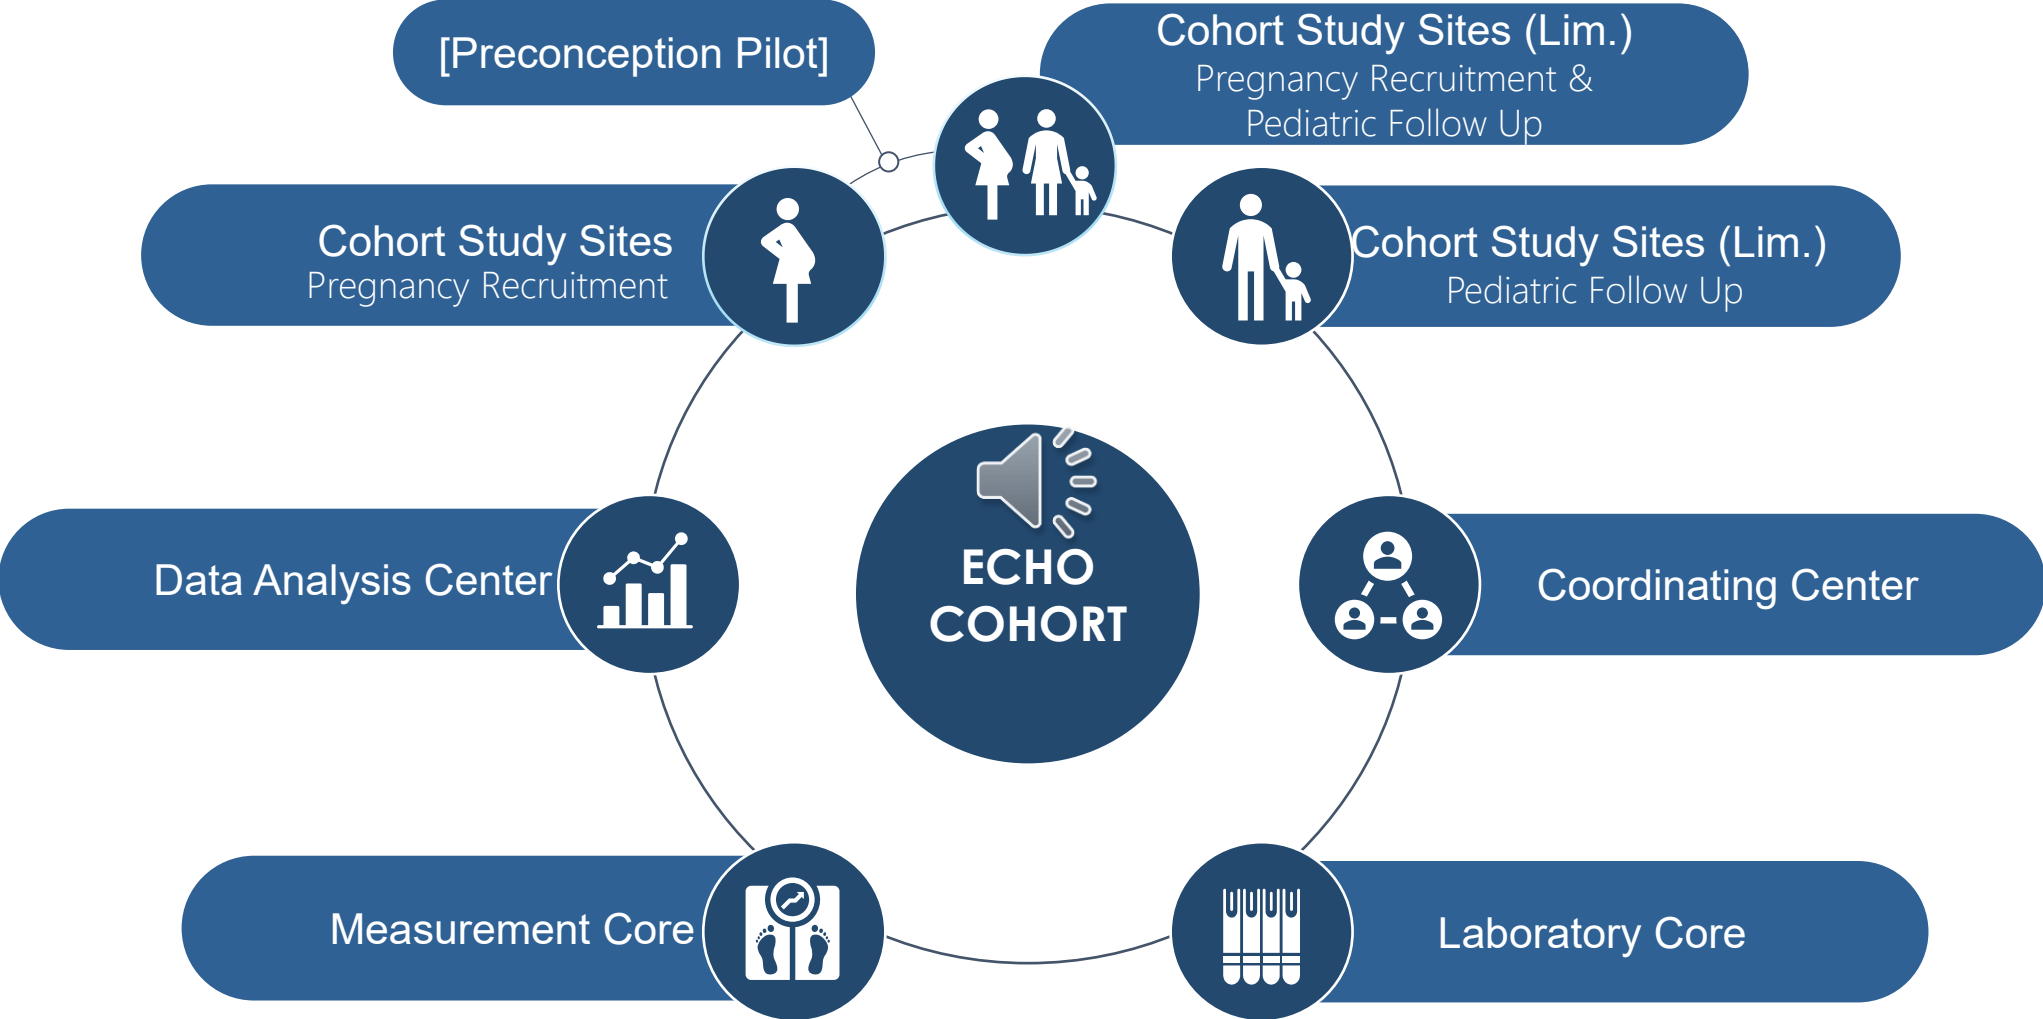 [Preconception Pilot]
Cohort Study Sites (Lim.)
Pregnancy Recruitment &
Pediatric Follow Up
Cohort Study Sites
Pregnancy Recruitment
Cohort Study Sites (Lim.)
Pediatric Follow Up
ECHO
COHORT
Data Analysis Center
Coordinating Center
Measurement Core
Laboratory Core